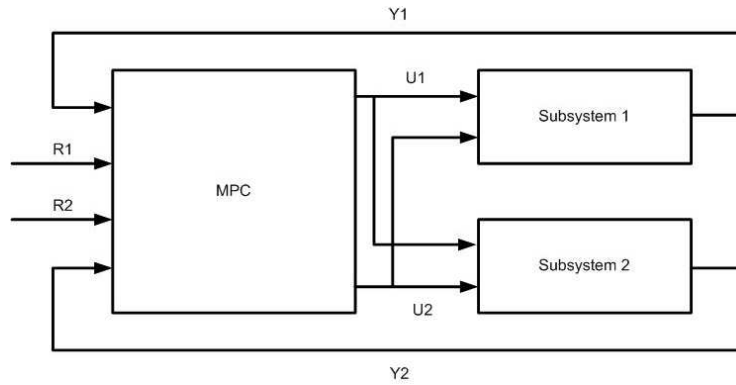 Y1
U1
Subsystem 1
R1
MPC
R2
Subsystem 2
U2
Y2